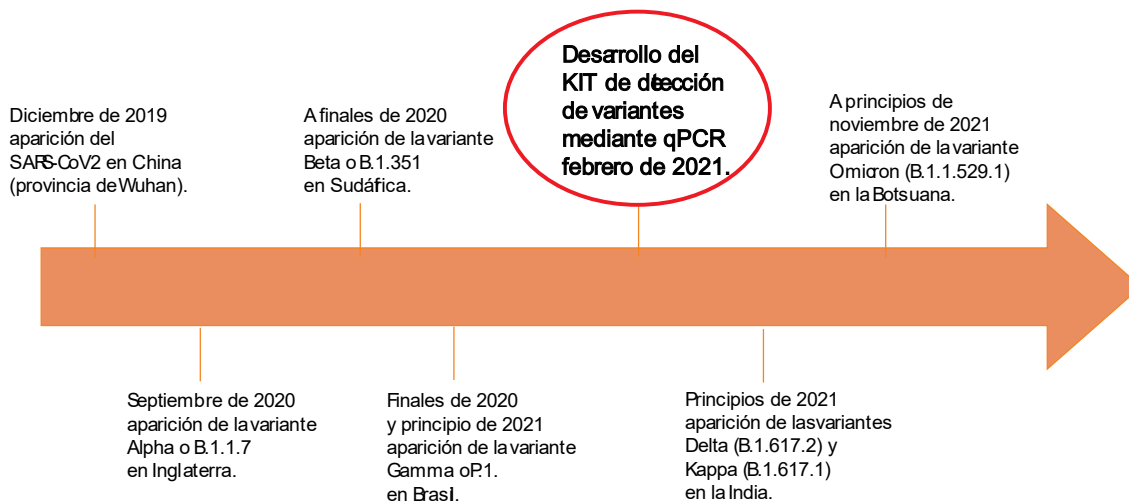 Diciembre de 2019
aparición del
SARS-CoV2 en China
(provincia de Wuhan).
A finales de 2020
aparición de la variante
Beta o B.1.351
en Sudáfica.
Desarrollo del
KIT de dtección
de variantes
mediante qPCR
febrero de 2021.
A principios de
noviembre de 2021
aparición de la variante
Omicron (B.1.1.529.1)
en la Botsuana.
Septiembre de 2020
aparición de la variante
Alpha o B.1.1.7
en Inglaterra.
Finales de 2020
y principio de 2021
aparición de la variante
Gamma o P.1.
en Brasil.
Principios de 2021
aparición de las variantes
Delta (B.1.617.2) y
Kappa (B.1.617.1)
en la India.